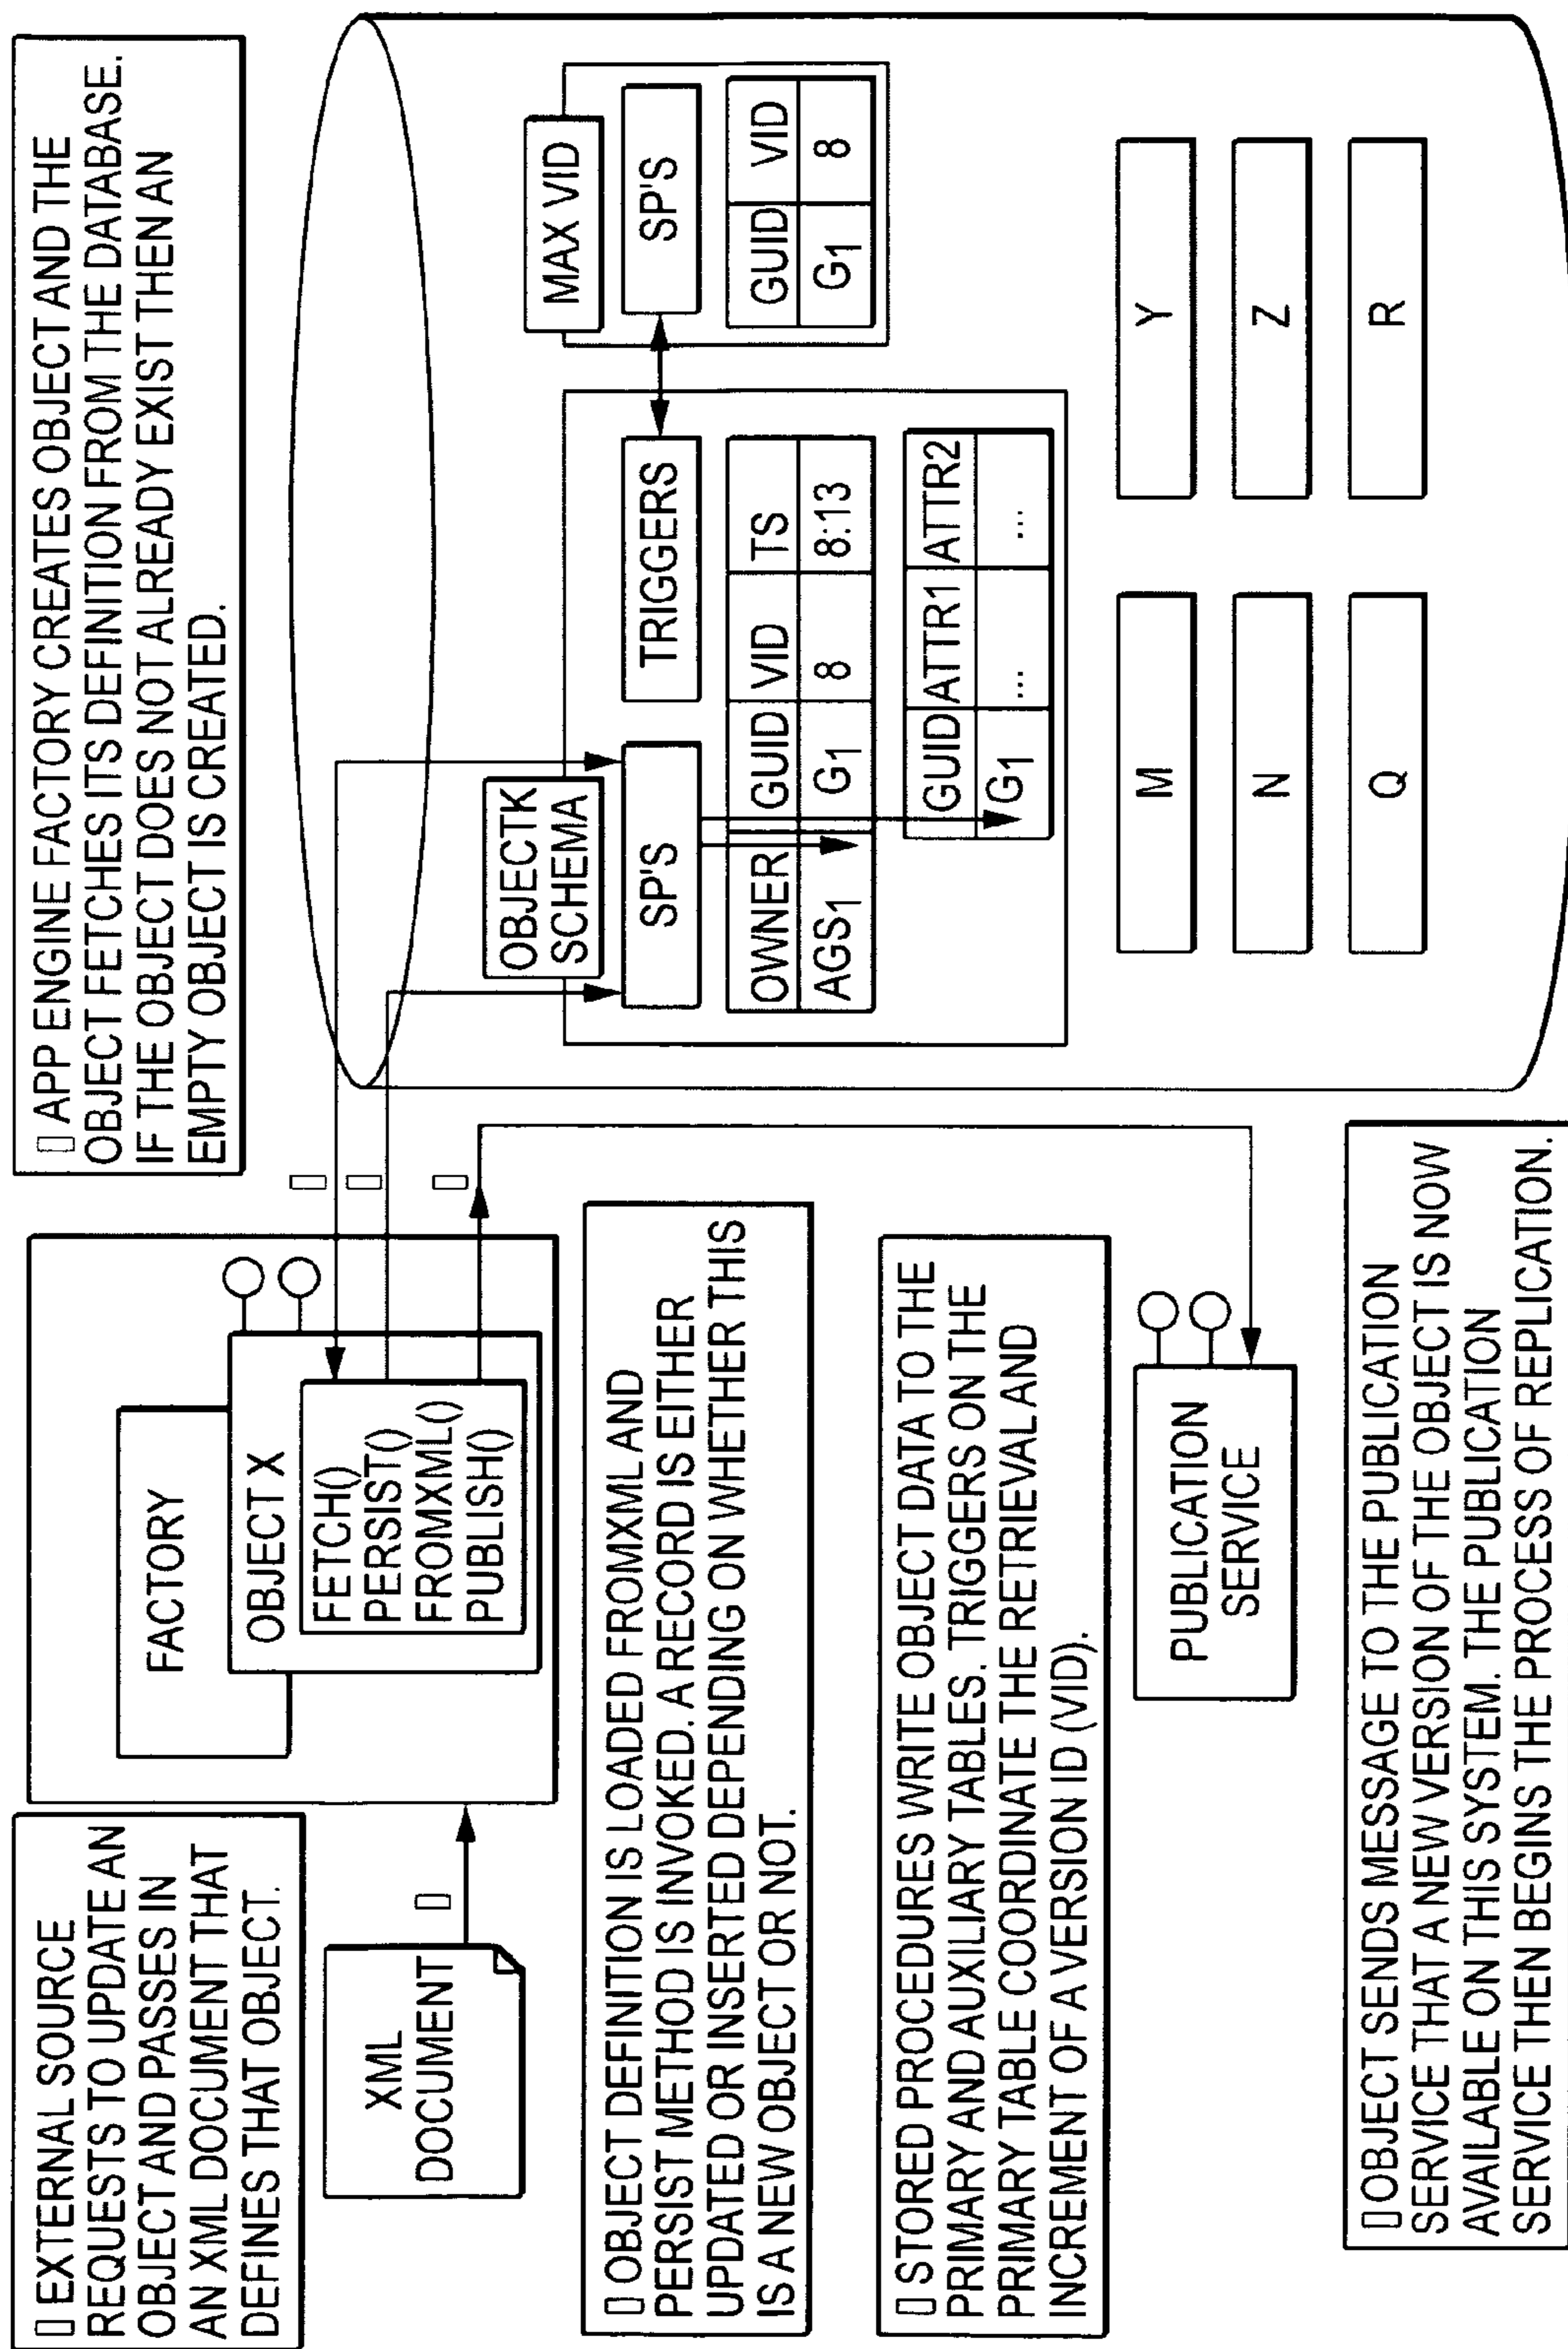 EXTERNAL SOURCE
REQUESTS TO UPDATE AN
OBJECT AND PASSES IN
AN XML DOCUMENT THAT
DEFINES THAT OBJECT.
XML
DOCUMENT
FACTORY
OBJECT X
FETCH()
PERSIST()
FROMXML()
PUBLISH()
APP ENGINE FACTORY CREATES OBJECT AND THE
OBJECT FETCHES ITS DEFINITION FROM THE DATABASE.
IF THE OBJECT DOES NOT ALREADY EXIST THEN AN
EMPTY OBJECT IS CREATED.
OBJECT DEFINITION IS LOADED FROMXML AND
PERSIST METHOD IS INVOKED. A RECORD IS EITHER
UPDATED OR INSERTED DEPENDING ON WHETHER THIS
IS A NEW OBJECT OR NOT.
STORED PROCEDURES WRITE OBJECT DATA TO THE
PRIMARY AND AUXILIARY TABLES. TRIGGERS ON THE
PRIMARY TABLE COORDINATE THE RETRIEVAL AND
INCREMENT OF A VERSION ID (VID).
PUBLICATION
SERVICE
OBJECT SENDS MESSAGE TO THE PUBLICATION
SERVICE THAT A NEW VERSION OF THE OBJECT IS NOW
AVAILABLE ON THIS SYSTEM. THE PUBLICATION
SERVICE THEN BEGINS THE PROCESS OF REPLICATION.
OBJECTK
SCHEMA
SP'S
TRIGGERS
OWNER GUID VID TS
AGS1 G1 8 8:13
GUID ATTR1 ATTR2
G1 ... ...
MAX VID
SP'S
GUID VID
G1 8
M
Y
N
Z
Q
R